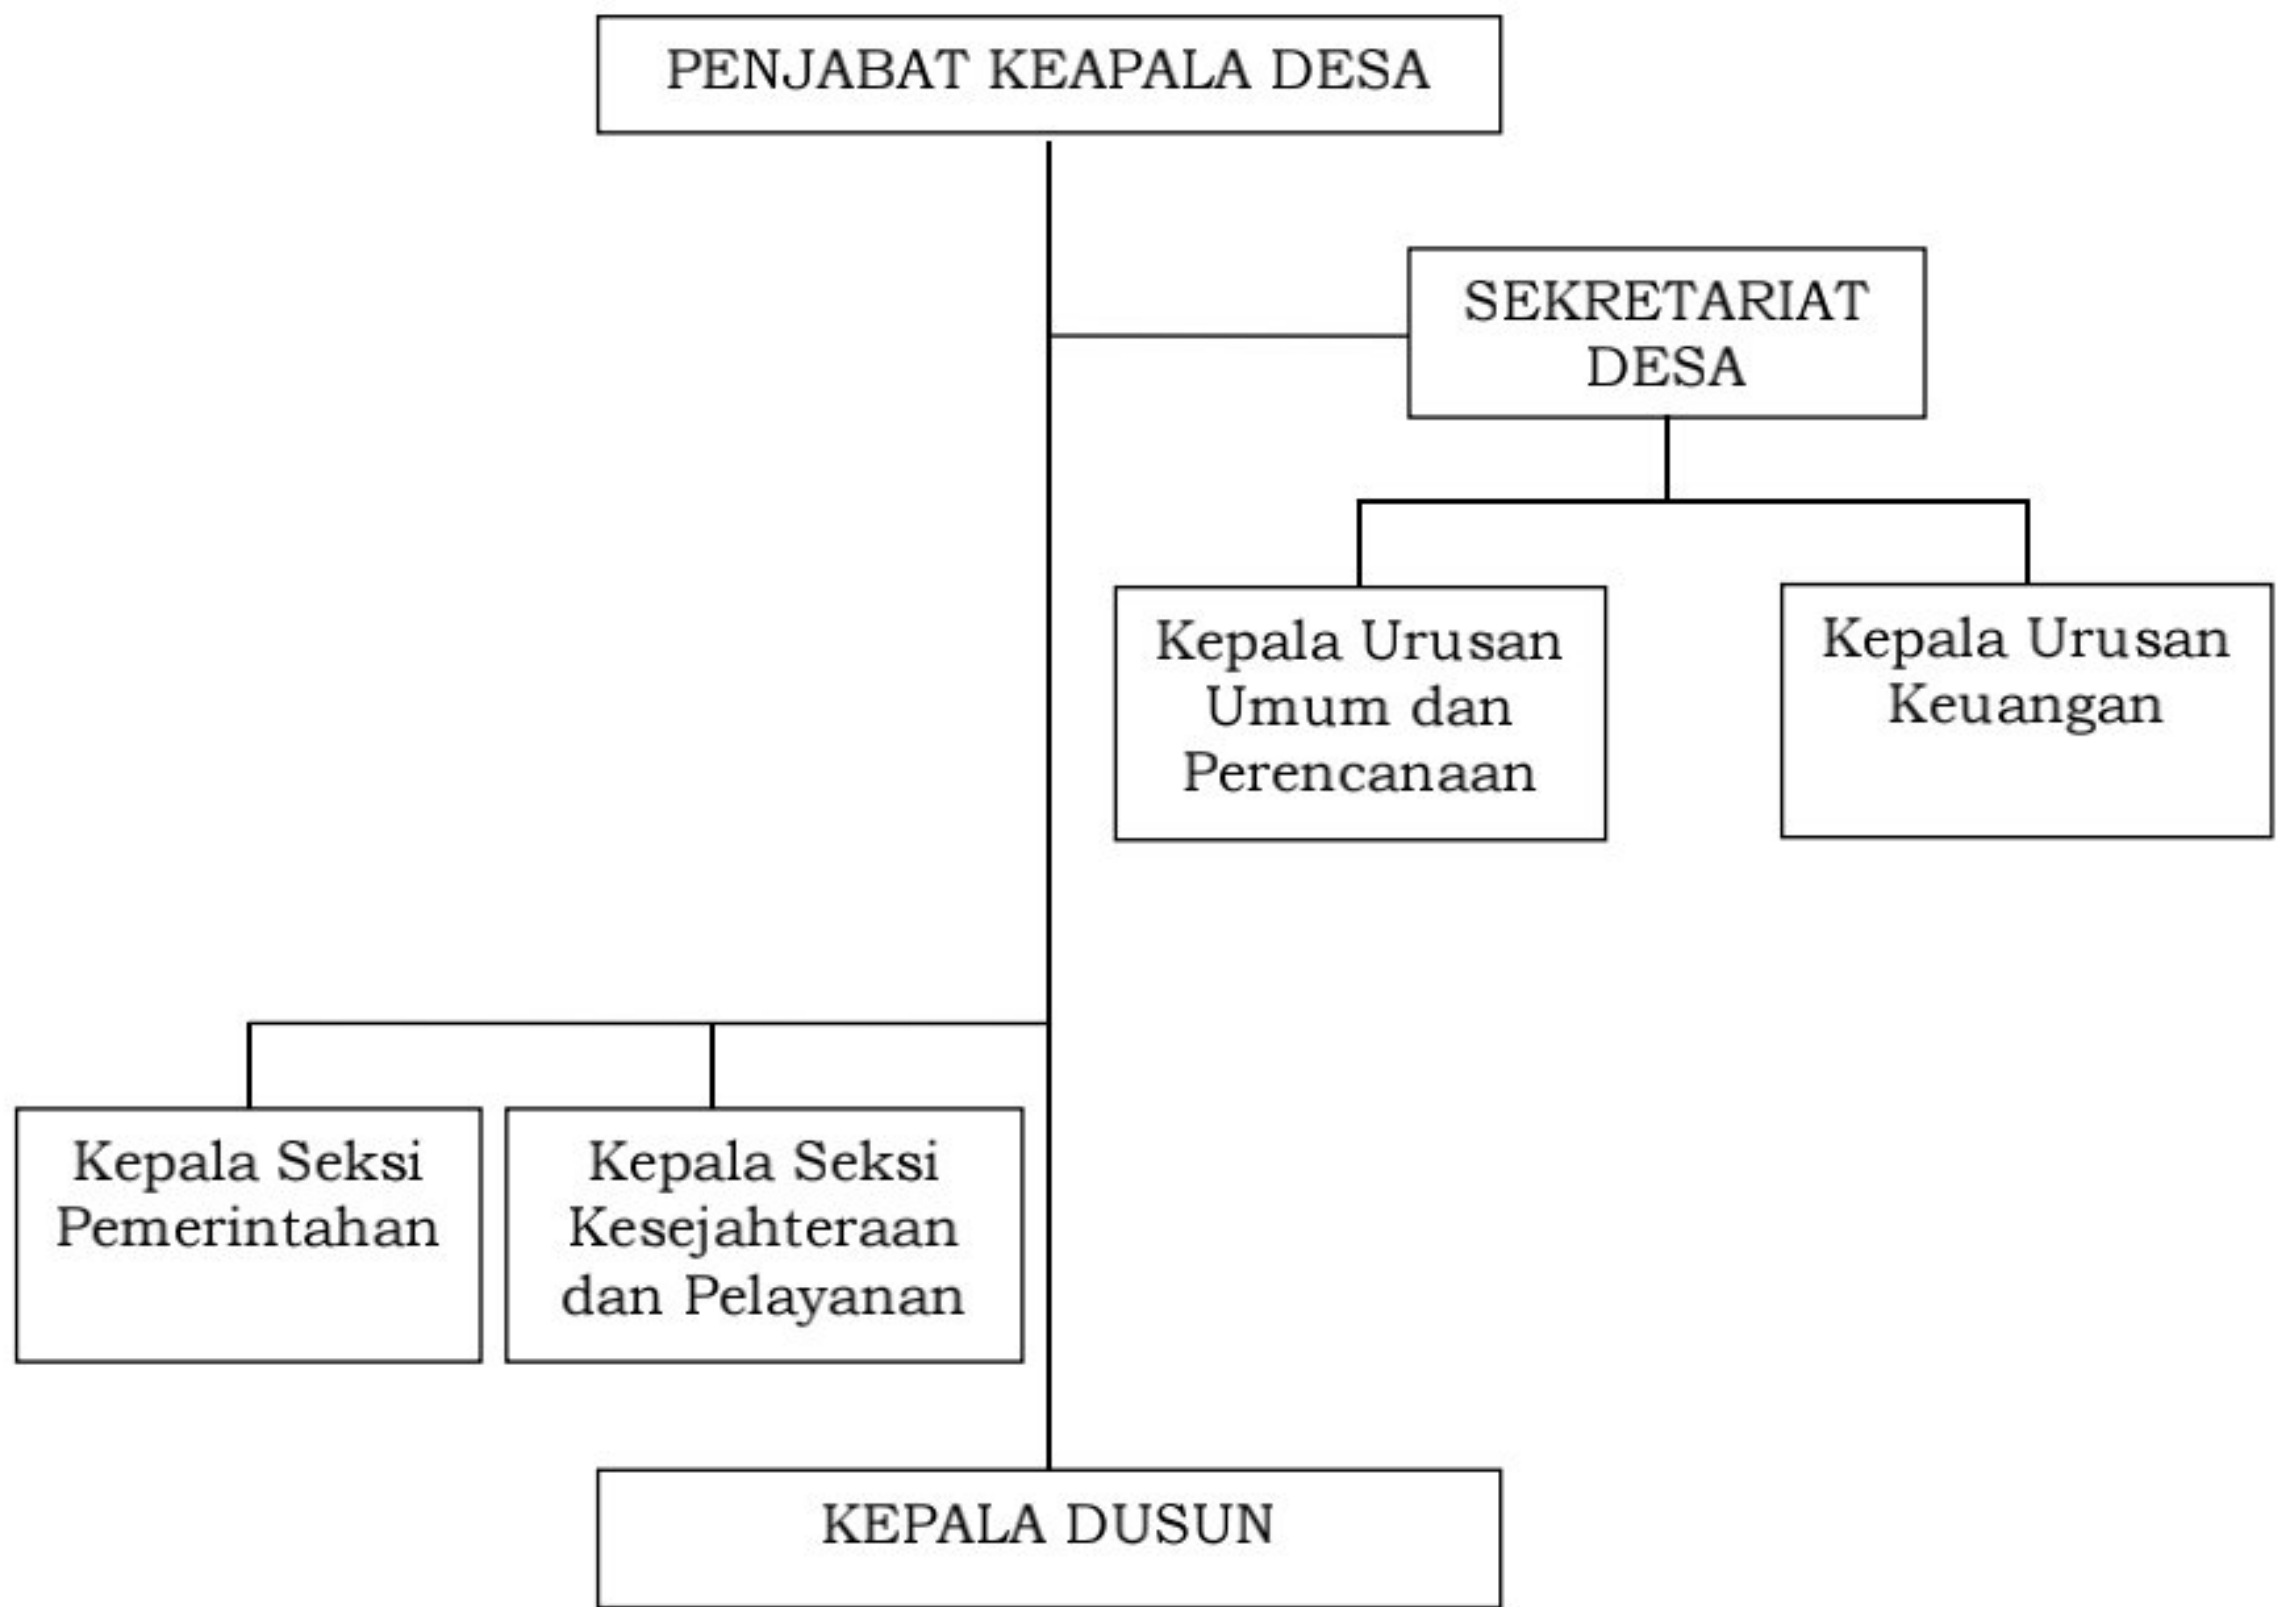 PENJABAT KEAPALA DESA
SEKRETARIAT
DESA
Kepala Urusan
Umum dan
Perencanaan
Kepala Urusan
Keuangan
Kepala Seksi
Pemerintahan
Kepala Seksi
Kesejahteraan
dan Pelayanan
KEPALA DUSUN